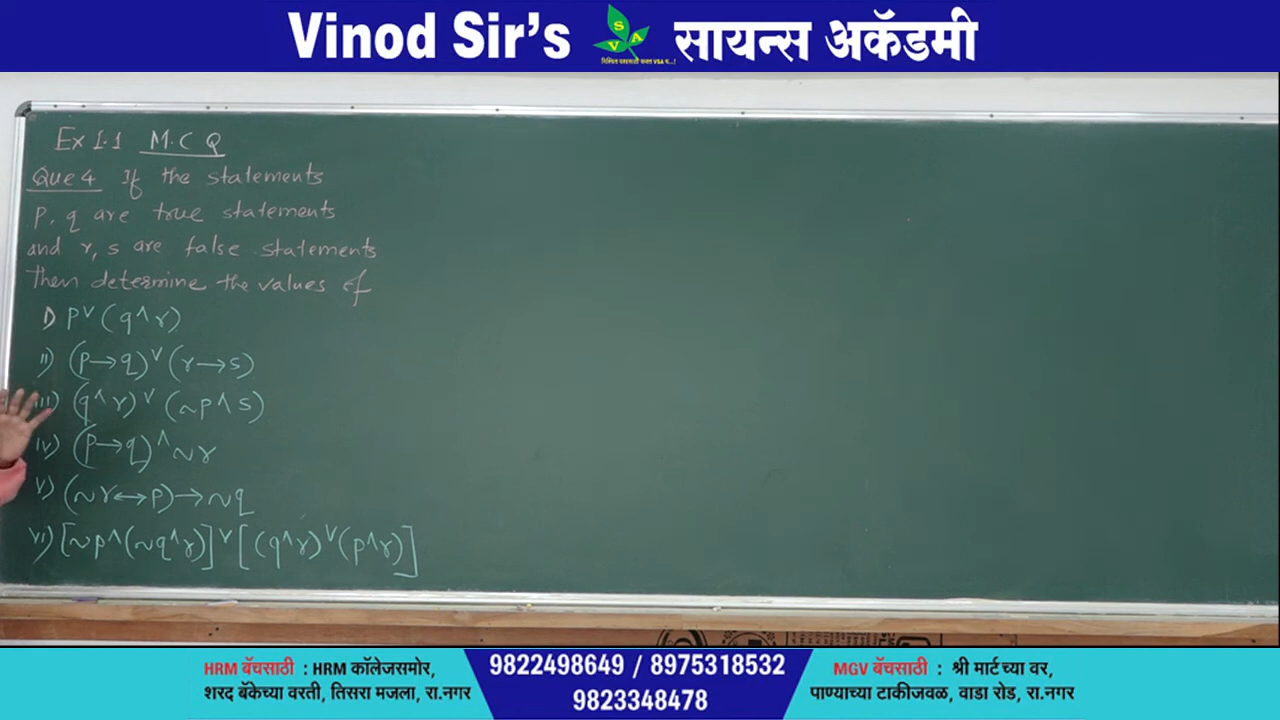 Vinod Sir's SVA सायन्स अॅकॅडमी
Ex 1.1 M.C Q
Que 4 If the statements
p, q are true statements
and r, s are false statements
then determine the values of
I) p ∨ (q ∧ r)
II) (p → q) ∨ (r → s)
III) (q ∧ r) ∨ (~p ∧ s)
IV) (p → q) ∧ ~r
V) (~r ↔ p) → ~q
VI) [~p ∧ (~q ∧ r)] ∨ [(q ∧ r) ∨ (p ∧ r)]
HRM बॅचसाठी : HRM कॉलेजसमोर,
शरद बँकेच्या वरती, तिसरा मजला, रा.नगर
9822498649 / 8975318532
9823348478
MGV बॅचसाठी : श्री मार्टच्या वर,
पाण्याच्या टाकीजवळ, वाडा रोड, रा.नगर